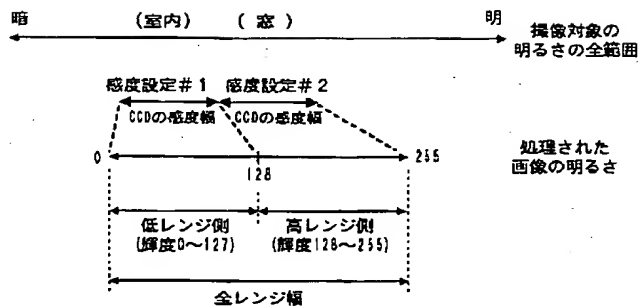 暗 (室内) (窓) 明
撮像対象の
明るさの全範囲
感度設定#1 感度設定#2
CCDの感度幅 CCDの感度幅
0 255
128
処理された
画像の明るさ
低レンジ側 高レンジ側
(輝度0～127) (輝度128～255)
全レンジ幅